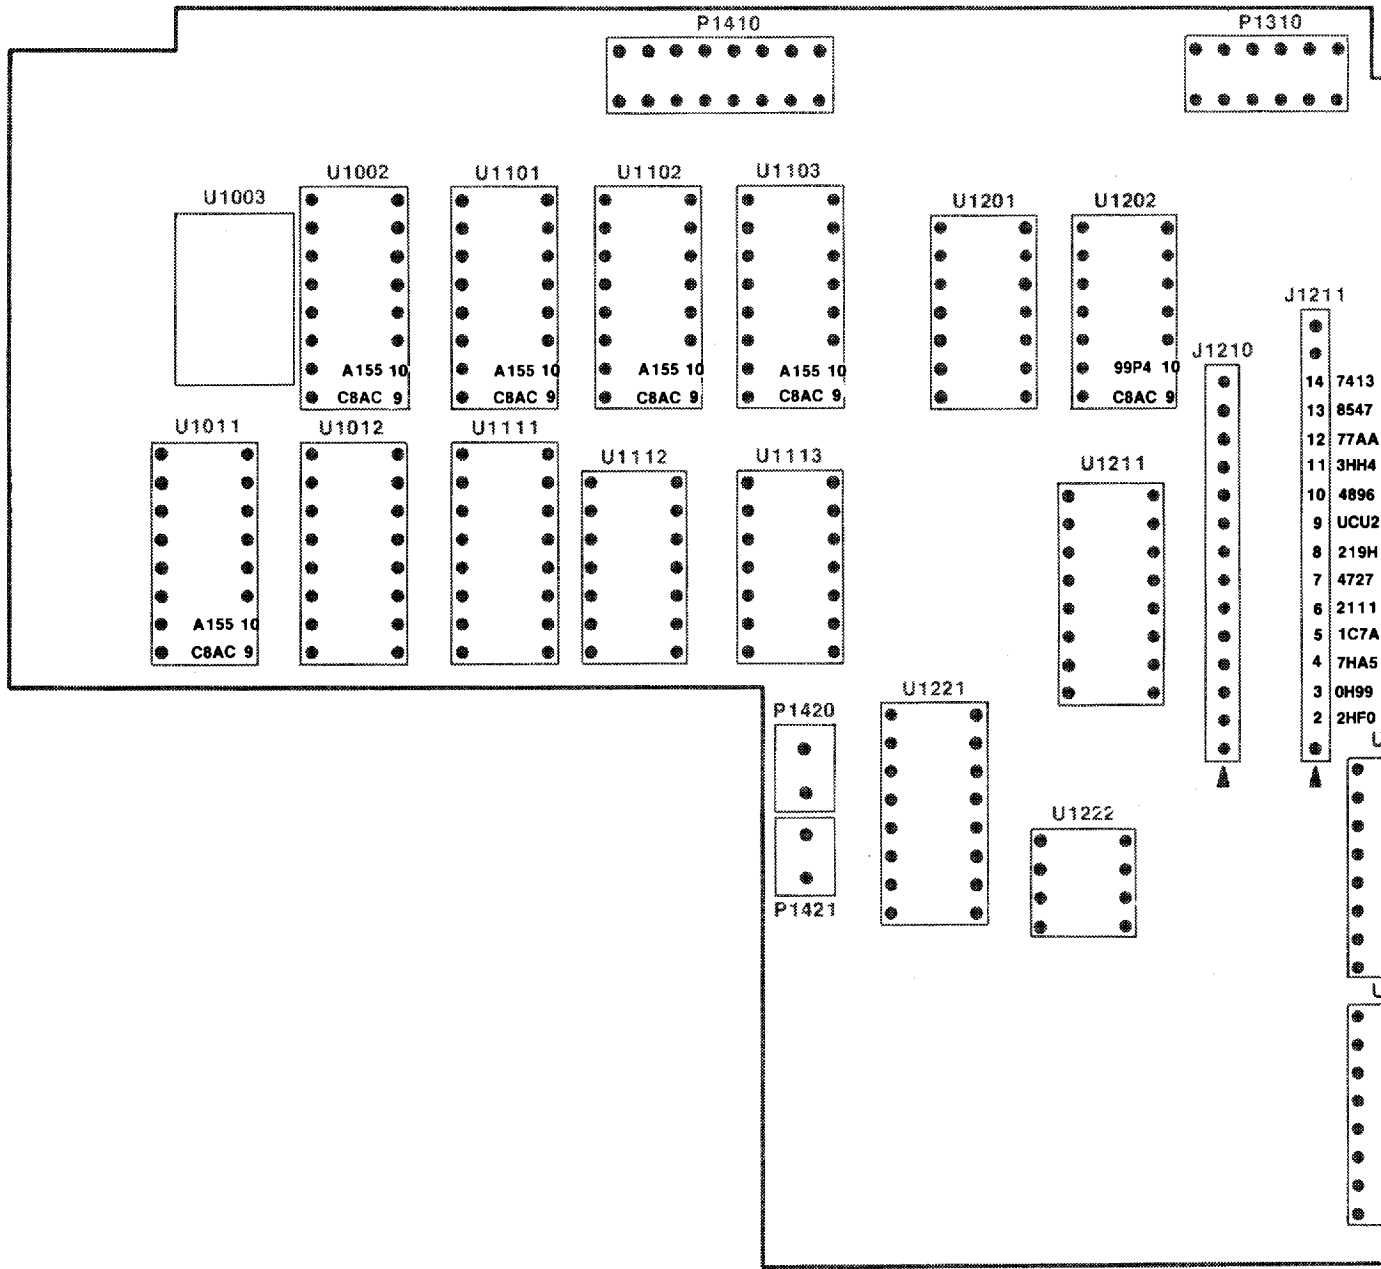 P1410
P1310
U1002
U1101
U1102
U1103
U1003
U1201
U1202
J1211
J1210
A155 10
A155 10
A155 10
A155 10
99P4 10
C8AC 9
C8AC 9
C8AC 9
C8AC 9
C8AC 9
14 7413
13 8547
12 77AA
11 3HH4
10 4896
9 UCU2
8 219H
7 4727
6 2111
5 1C7A
4 7HA5
3 0H99
2 2HF0
U1011
U1012
U1111
U1112
U1113
U1211
A155 10
C8AC 9
U1221
P1420
U
U1222
P1421
U